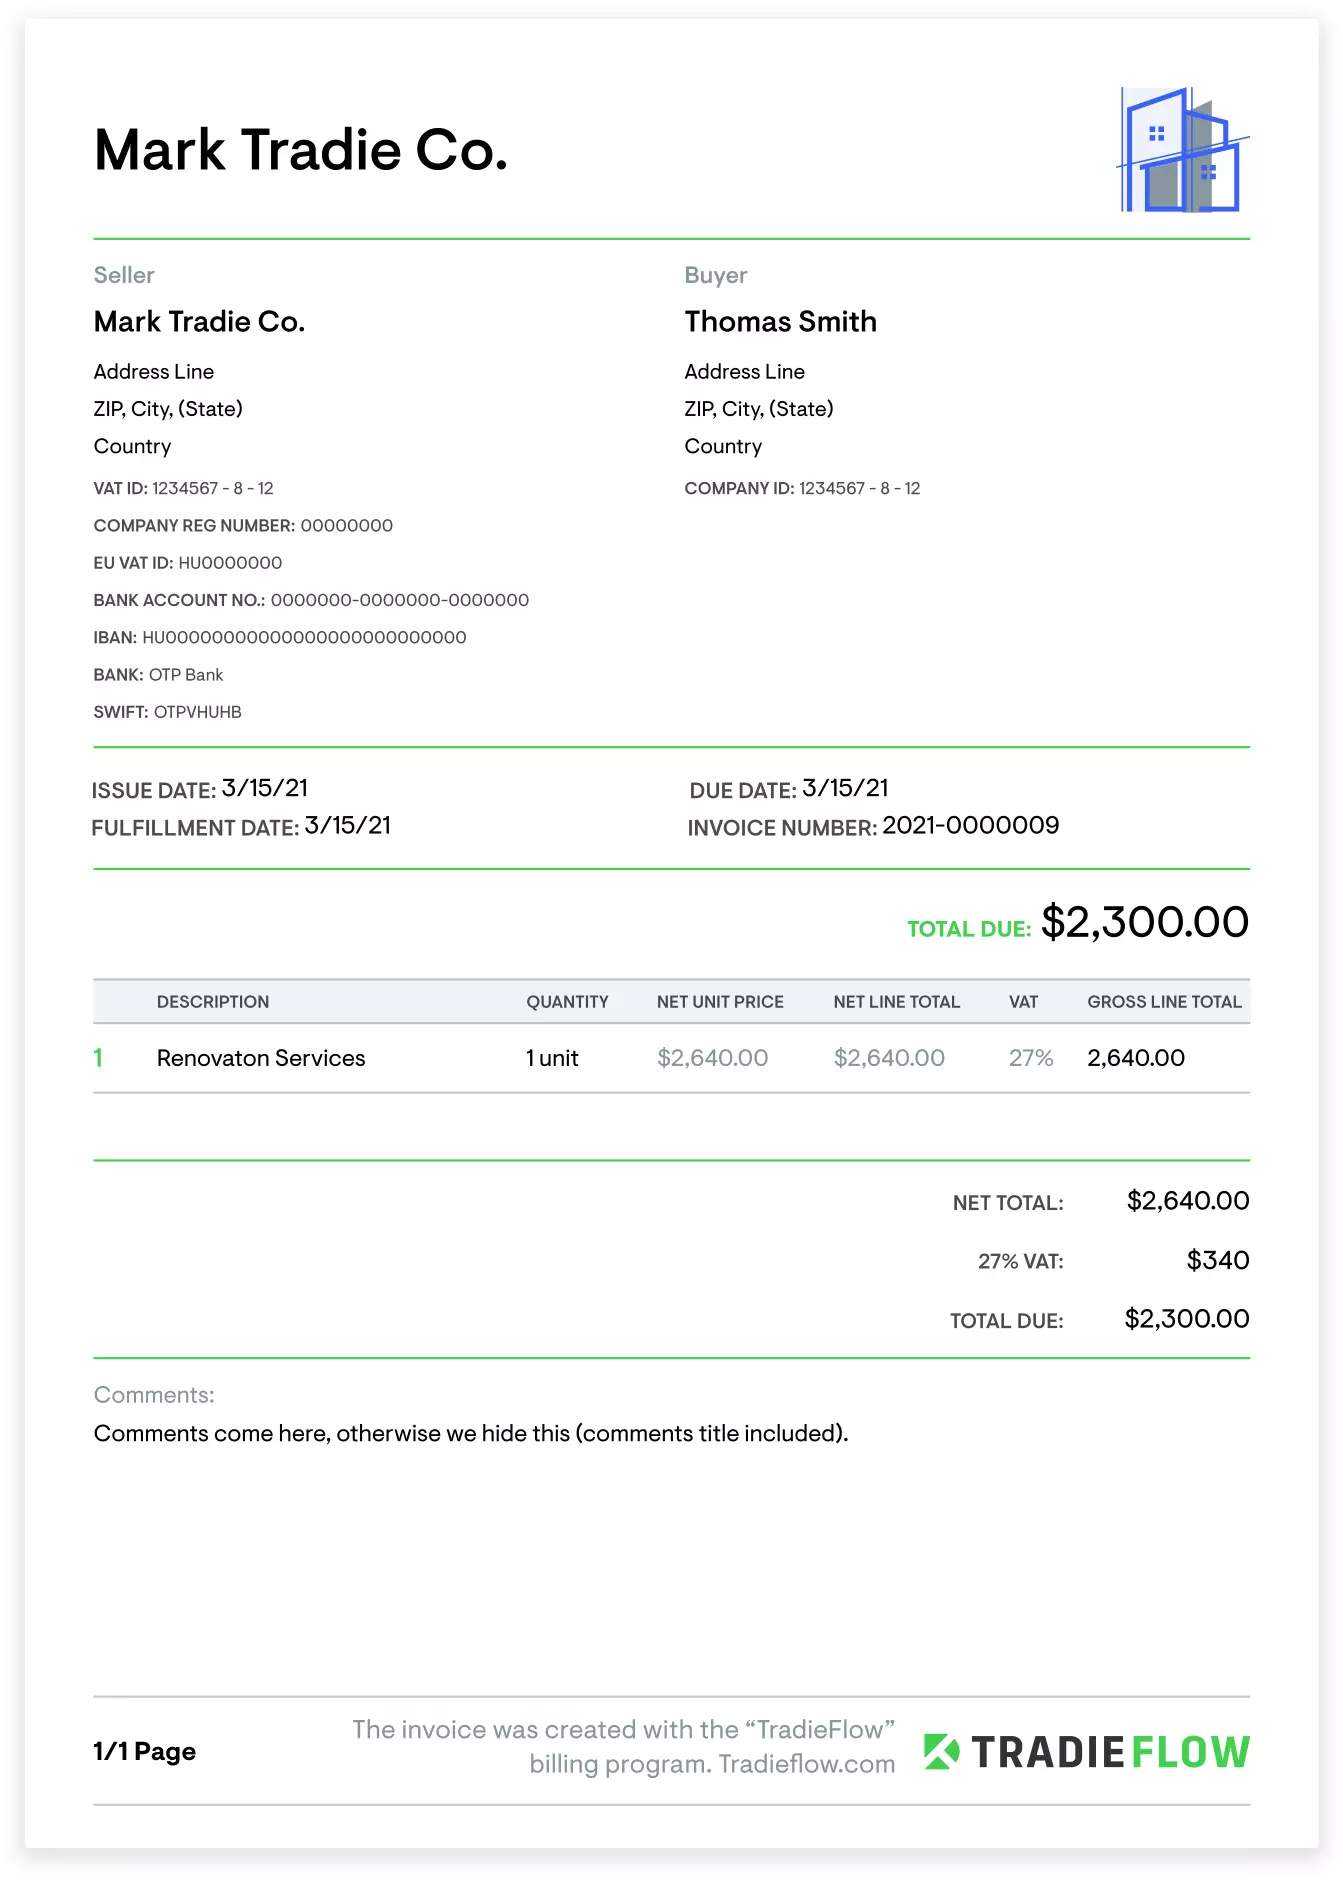 Mark Tradie Co.
Seller
Mark Tradie Co.
Address Line
ZIP, City, (State)
Country
VAT ID: 1234567 - 8 - 12
COMPANY REG NUMBER: 00000000
EU VAT ID: HU0000000
BANK ACCOUNT NO.: 0000000-0000000-0000000
IBAN: HU00000000000000000000000000
BANK: OTP Bank
SWIFT: OTPVHUHB
Buyer
Thomas Smith
Address Line
ZIP, City, (State)
Country
COMPANY ID: 1234567 - 8 - 12
ISSUE DATE: 3/15/21
FULFILLMENT DATE: 3/15/21
DUE DATE: 3/15/21
INVOICE NUMBER: 2021-0000009
TOTAL DUE: $2,300.00
DESCRIPTION QUANTITY NET UNIT PRICE NET LINE TOTAL VAT GROSS LINE TOTAL
1 Renovaton Services 1 unit $2,640.00 $2,640.00 27% 2,640.00
NET TOTAL: $2,640.00
27% VAT: $340
TOTAL DUE: $2,300.00
Comments:
Comments come here, otherwise we hide this (comments title included).
1/1 Page
The invoice was created with the “TradieFlow”
billing program. Tradieflow.com
TRADIEFLOW